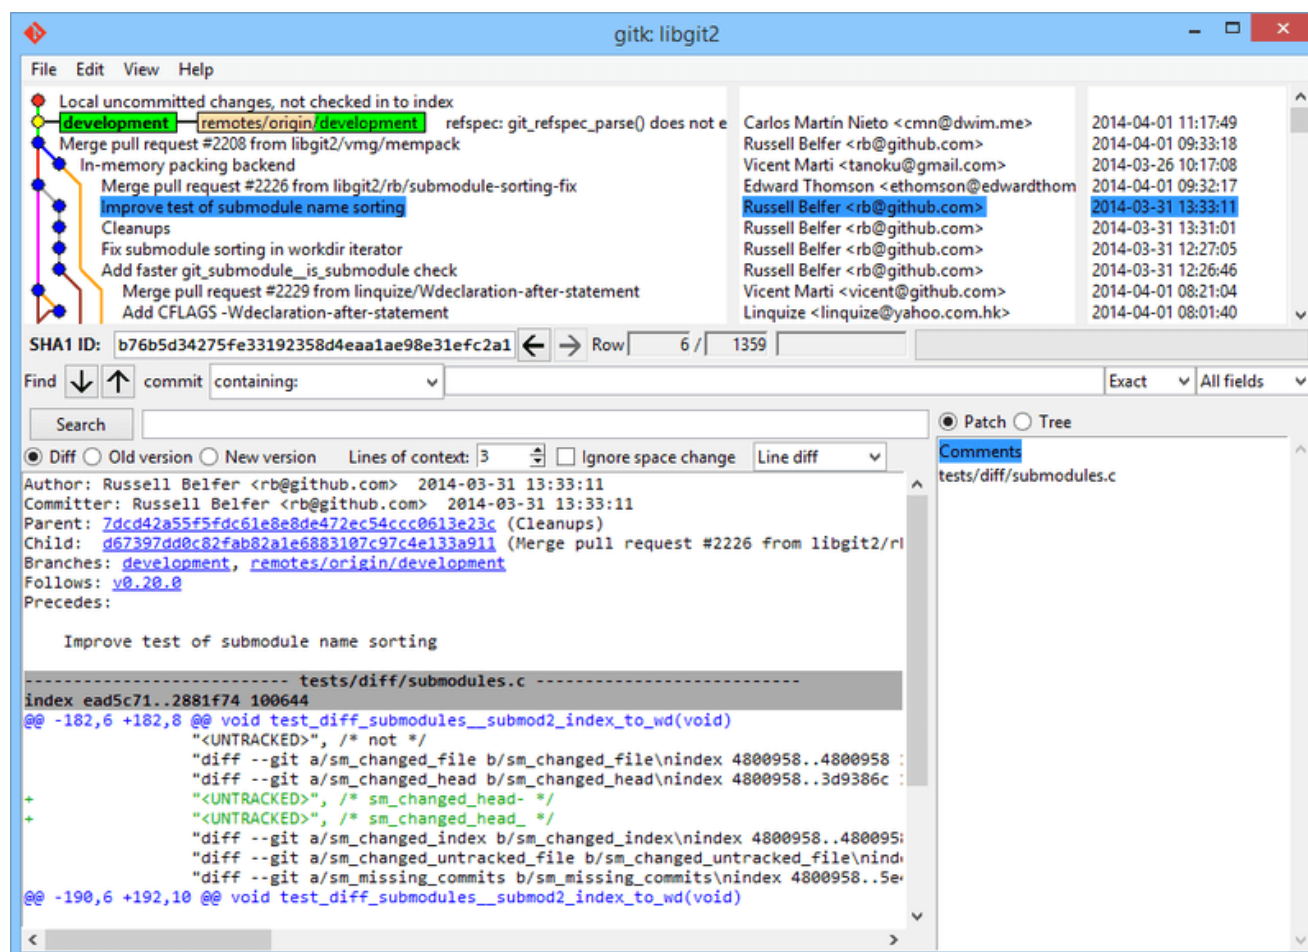 gitk: libgit2
File Edit View Help
Local uncommitted changes, not checked in to index
development remotes/origin/development refspec: git_refspec_parse() does not e Carlos Martín Nieto <cmn@dwim.me> 2014-04-01 11:17:49
Merge pull request #2208 from libgit2/vmg/mempack Russell Belfer <rb@github.com> 2014-04-01 09:33:18
In-memory packing backend Vicent Marti <tanoku@gmail.com> 2014-03-26 10:17:08
Merge pull request #2226 from libgit2/rb/submodule-sorting-fix Edward Thomson <ethomson@edwardthom 2014-04-01 09:32:17
Improve test of submodule name sorting Russell Belfer <rb@github.com> 2014-03-31 13:33:11
Cleanups Russell Belfer <rb@github.com> 2014-03-31 13:31:01
Fix submodule sorting in workdir iterator Russell Belfer <rb@github.com> 2014-03-31 12:27:05
Add faster git_submodule__is_submodule check Russell Belfer <rb@github.com> 2014-03-31 12:26:46
Merge pull request #2229 from linquize/Wdeclaration-after-statement Vicent Marti <vicent@github.com> 2014-04-01 08:21:04
Add CFLAGS -Wdeclaration-after-statement Linquize <linquize@yahoo.com.hk> 2014-04-01 08:01:40
SHA1 ID: b76b5d34275fe33192358d4eaa1ae98e31efc2a1 Row 6 / 1359
Find commit containing: Exact All fields
Search Patch Tree
Diff Old version New version Lines of context: 3 Ignore space change Line diff
Comments
tests/diff/submodules.c
Author: Russell Belfer <rb@github.com> 2014-03-31 13:33:11
Committer: Russell Belfer <rb@github.com> 2014-03-31 13:33:11
Parent: 7dcd42a55f5fdc61e8e8de472ec54ccc0613e23c (Cleanups)
Child: d67397dd0c82fab82a1e6883107c97c4e133a911 (Merge pull request #2226 from libgit2/rl
Branches: development, remotes/origin/development
Follows: v0.20.0
Precedes:
Improve test of submodule name sorting
--------------------------- tests/diff/submodules.c ---------------------------
index ead5c71..2881f74 100644
@@ -182,6 +182,8 @@ void test_diff_submodules__submod2_index_to_wd(void)
"<UNTRACKED>", /* not */
"diff --git a/sm_changed_file b/sm_changed_file\nindex 4800958..4800958
"diff --git a/sm_changed_head b/sm_changed_head\nindex 4800958..3d9386c
+ "<UNTRACKED>", /* sm_changed_head- */
+ "<UNTRACKED>", /* sm_changed_head_ */
"diff --git a/sm_changed_index b/sm_changed_index\nindex 4800958..480095
"diff --git a/sm_changed_untracked_file b/sm_changed_untracked_file\nind
"diff --git a/sm_missing_commits b/sm_missing_commits\nindex 4800958..5e
@@ -190,6 +192,10 @@ void test_diff_submodules__submod2_index_to_wd(void)